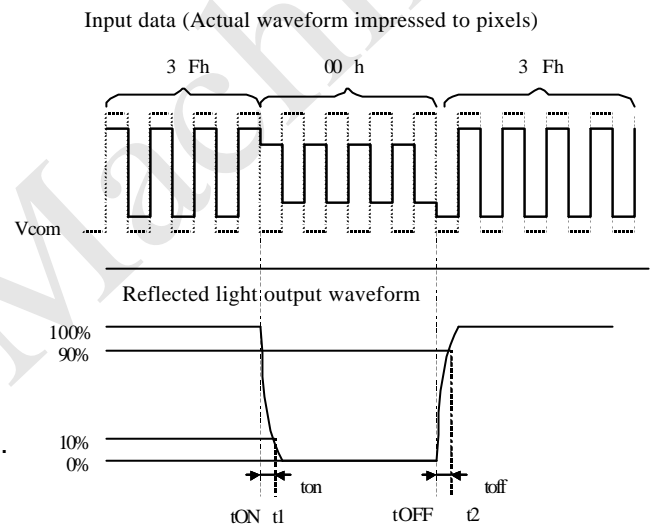 Input data (Actual waveform impressed to pixels)
3 Fh 00 h 3 Fh
Vcom
Reflected light output waveform
100%
90%
10%
0%
ton toff
tON t1 tOFF t2